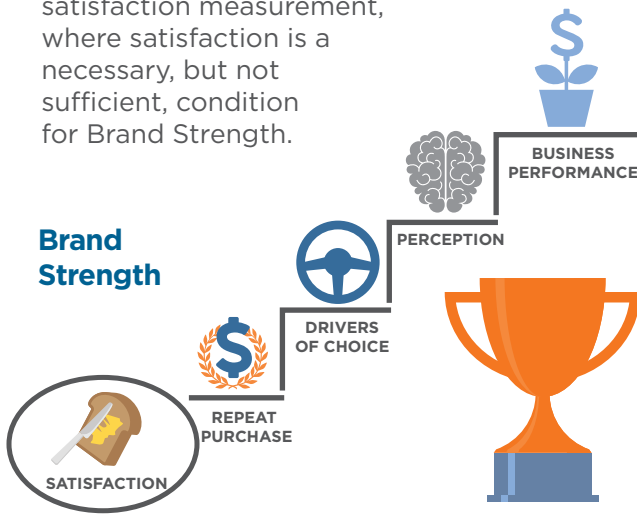 satisfaction measurement,
where satisfaction is a
necessary, but not
sufficient, condition
for Brand Strength.
$
BUSINESS
PERFORMANCE
PERCEPTION
Brand
Strength
DRIVERS
OF CHOICE
$
REPEAT
PURCHASE
SATISFACTION